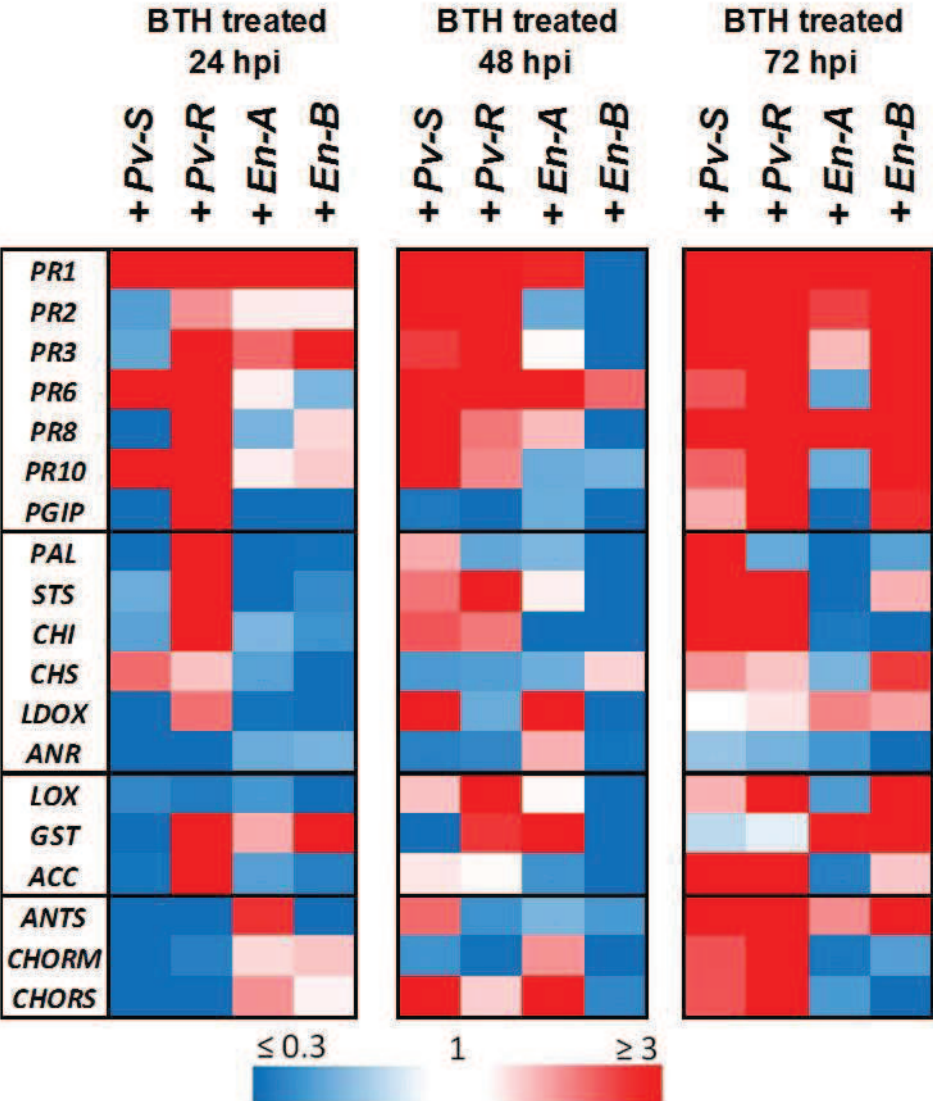 BTH treated BTH treated BTH treated
24 hpi 48 hpi 72 hpi
+ Pv-S + Pv-R + En-A + En-B + Pv-S + Pv-R + En-A + En-B + Pv-S + Pv-R + En-A + En-B
PR1
PR2
PR3
PR6
PR8
PR10
PGIP
PAL
STS
CHI
CHS
LDOX
ANR
LOX
GST
ACC
ANTS
CHORM
CHORS
≤ 0.3 1 ≥ 3